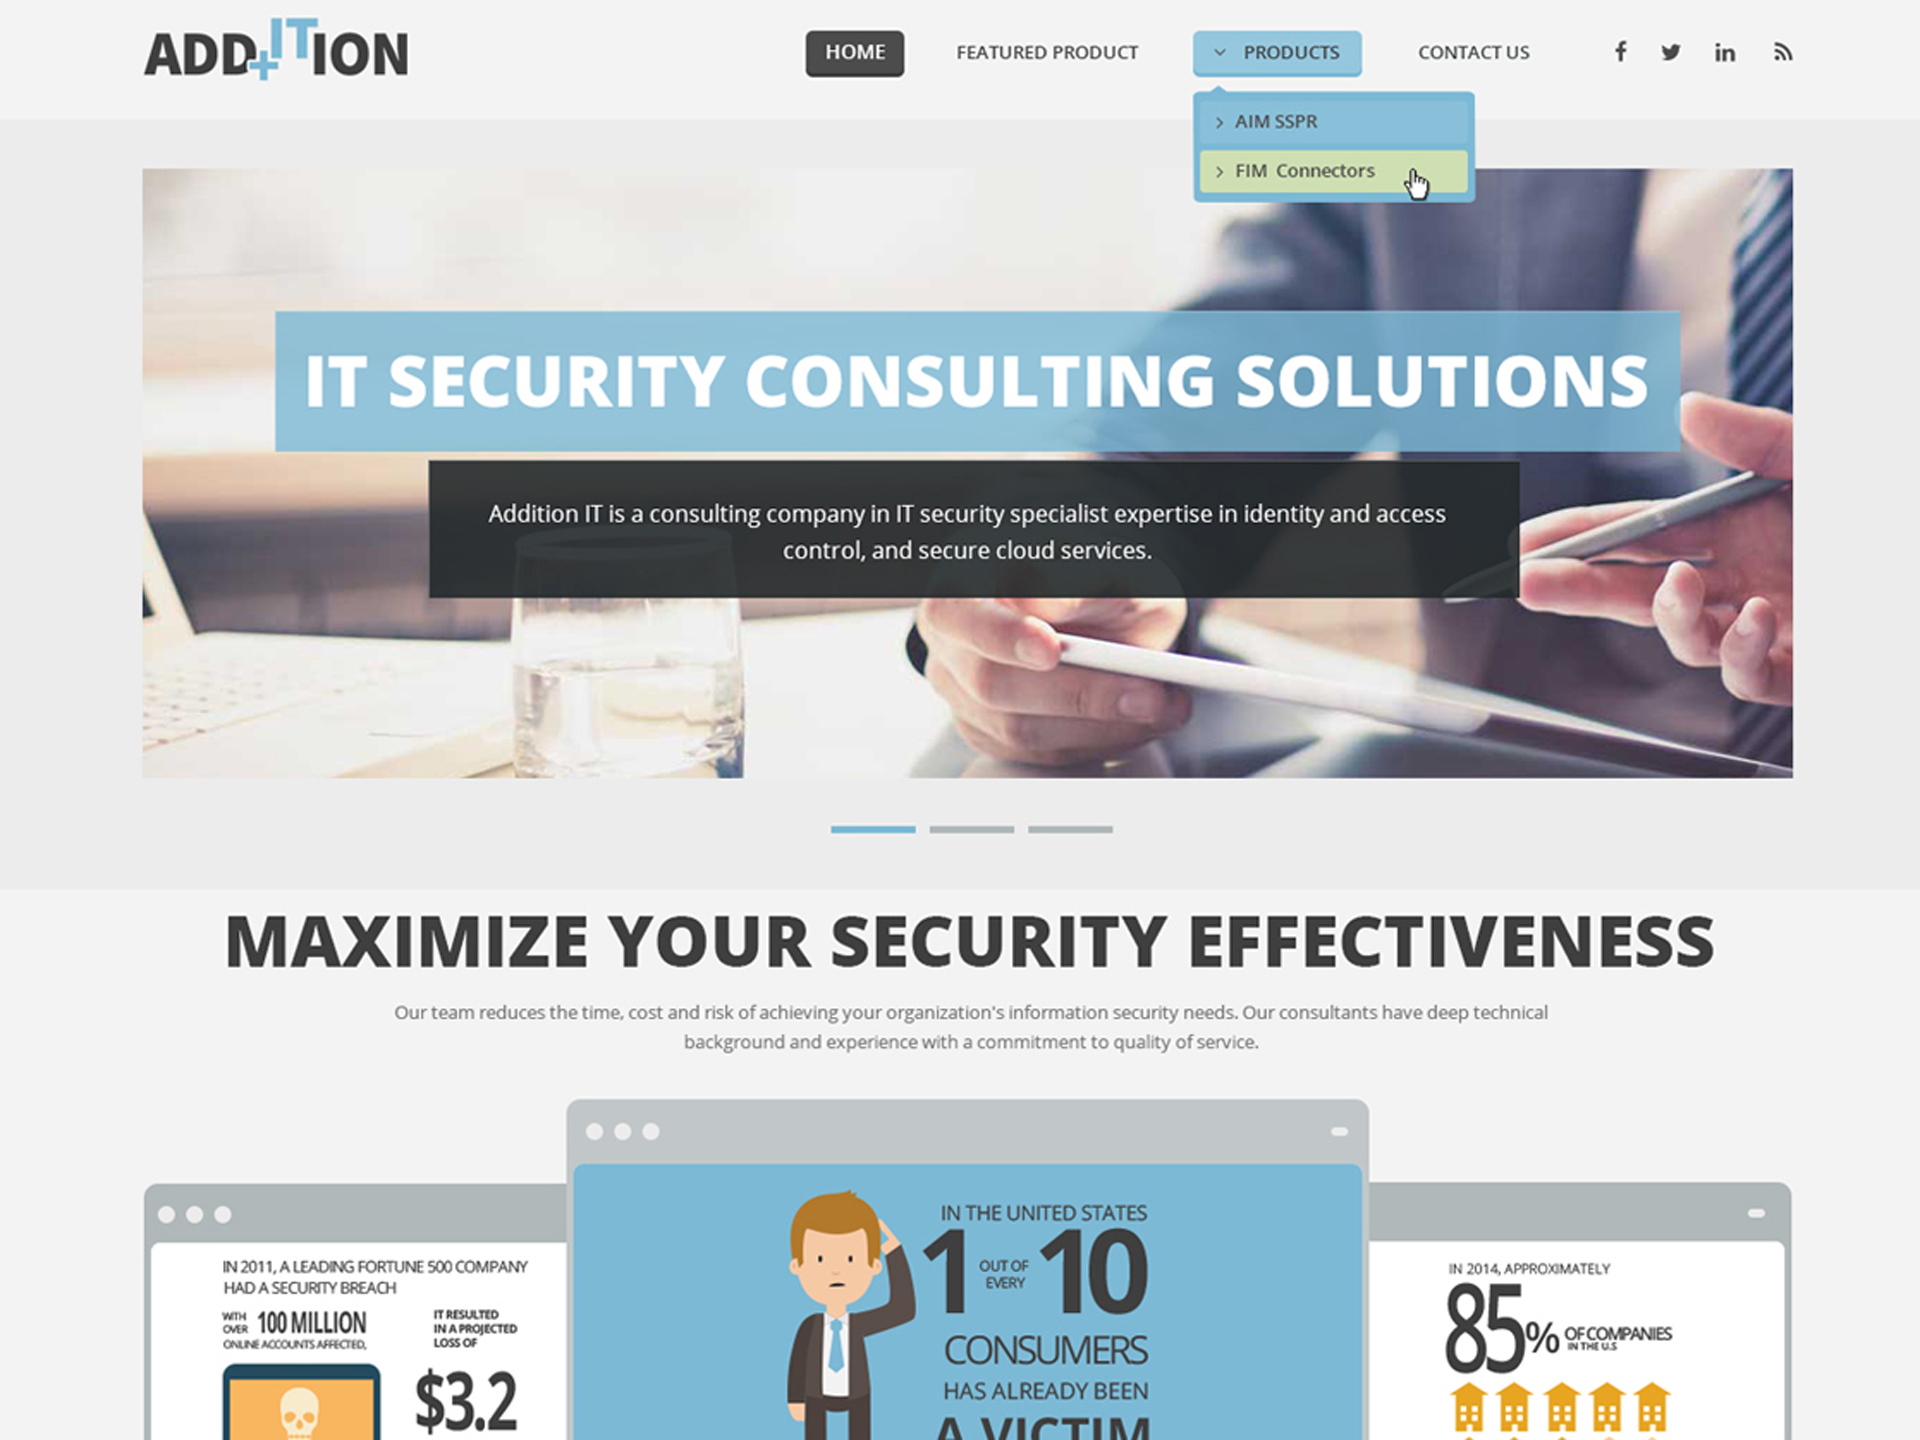 ADD+ITION
HOME
FEATURED PRODUCT
PRODUCTS
CONTACT US
AIM SSPR
FIM Connectors
IT SECURITY CONSULTING SOLUTIONS
Addition IT is a consulting company in IT security specialist expertise in identity and access
control, and secure cloud services.
MAXIMIZE YOUR SECURITY EFFECTIVENESS
Our team reduces the time, cost and risk of achieving your organization's information security needs. Our consultants have deep technical
background and experience with a commitment to quality of service.
IN 2011, A LEADING FORTUNE 500 COMPANY
HAD A SECURITY BREACH
WITH
OVER
100 MILLION
ONLINE ACCOUNTS AFFECTED,
IT RESULTED
IN A PROJECTED
LOSS OF
$3.2
IN THE UNITED STATES
1 OUT OF
EVERY 10
CONSUMERS
HAS ALREADY BEEN
A VICTIM
IN 2014, APPROXIMATELY
85% OF COMPANIES
IN THE U.S